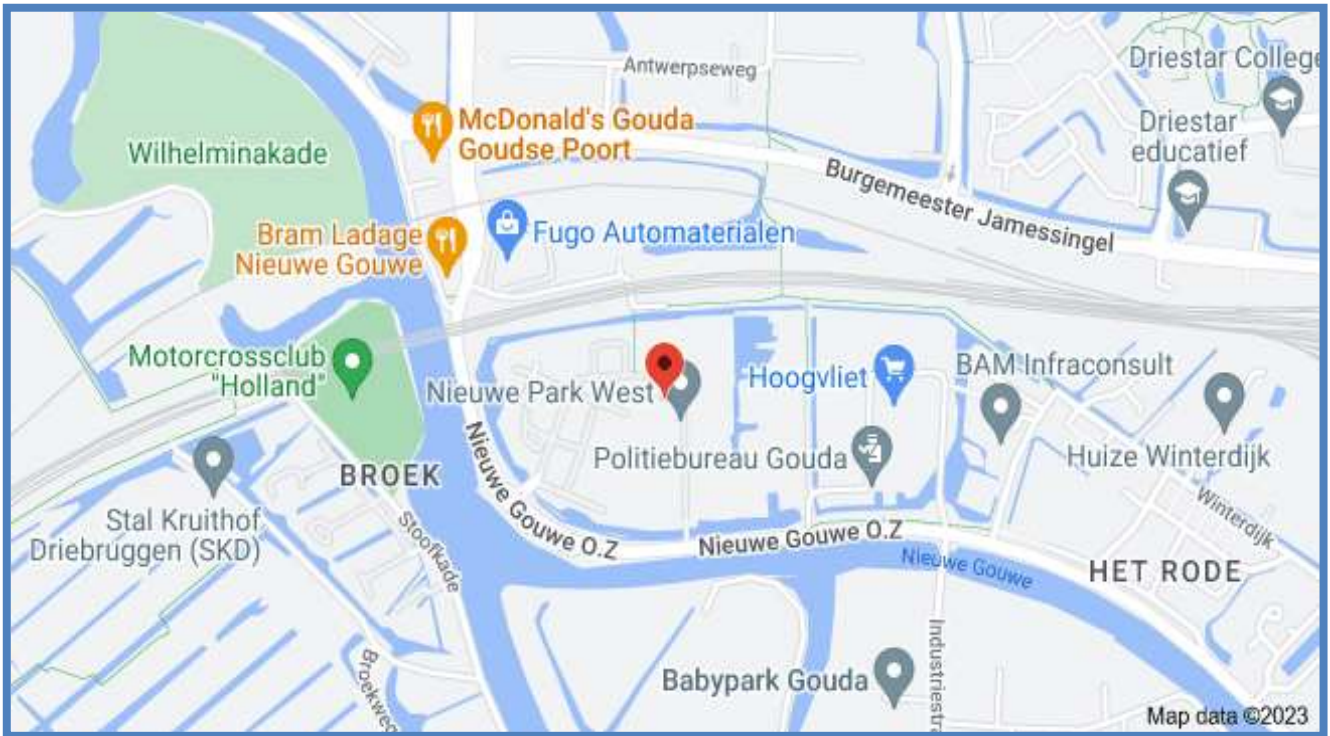 Antwerpseweg
Driestar College
McDonald's Gouda
Goudse Poort
Driestar
educatief
Wilhelminakade
Burgemeester Jamessingel
Bram Ladage
Nieuwe Gouwe
Fugo Automaterialen
Motorcrossclub
"Holland"
Nieuwe Park West
Hoogvliet
BAM Infraconsult
BROEK
Nieuwe Gouwe O.Z
Politiebureau Gouda
Huize Winterdijk
Stal Kruithof
Driebruggen (SKD)
Stoofkade
Nieuwe Gouwe O.Z
Nieuwe Gouwe
Winterdijk
HET RODE
Broekweg
Babypark Gouda
Industriestr
Map data ©2023